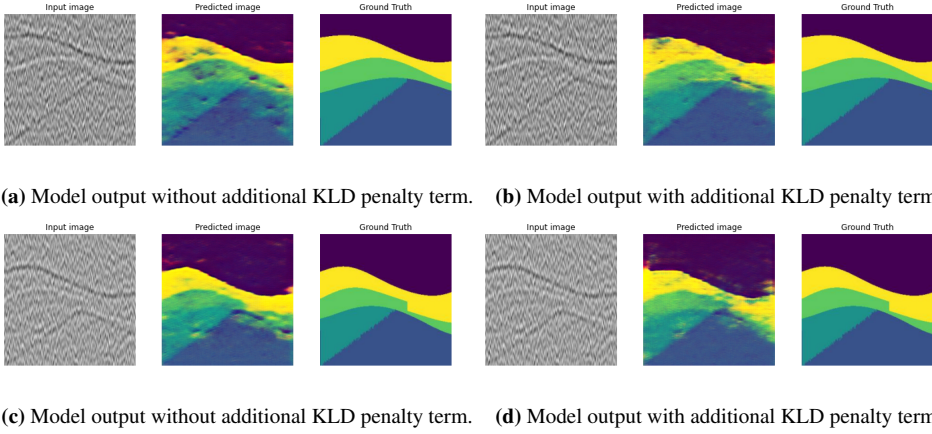 Input image Predicted image Ground Truth Input image Predicted image Ground Truth
(a) Model output without additional KLD penalty term. (b) Model output with additional KLD penalty term
Input image Predicted image Ground Truth Input image Predicted image Ground Truth
(c) Model output without additional KLD penalty term. (d) Model output with additional KLD penalty term